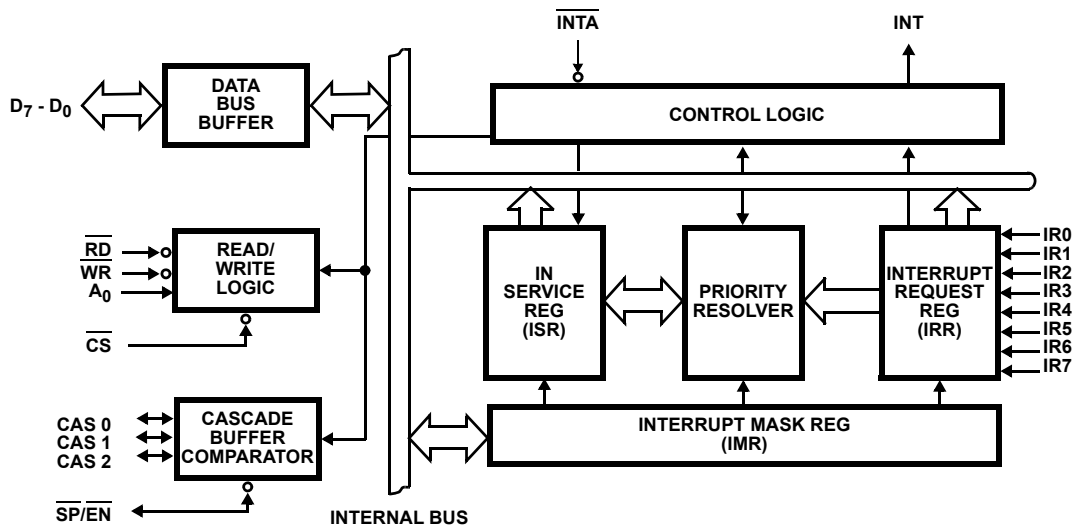 INTA
INT
DATA
BUS
BUFFER
D7 - D0
CONTROL LOGIC
RD
WR
A0
READ/
WRITE
LOGIC
CS
IN
SERVICE
REG
(ISR)
PRIORITY
RESOLVER
INTERRUPT
REQUEST
REG
(IRR)
IR0
IR1
IR2
IR3
IR4
IR5
IR6
IR7
CAS 0
CAS 1
CAS 2
CASCADE
BUFFER
COMPARATOR
INTERRUPT MASK REG
(IMR)
SP/EN
INTERNAL BUS